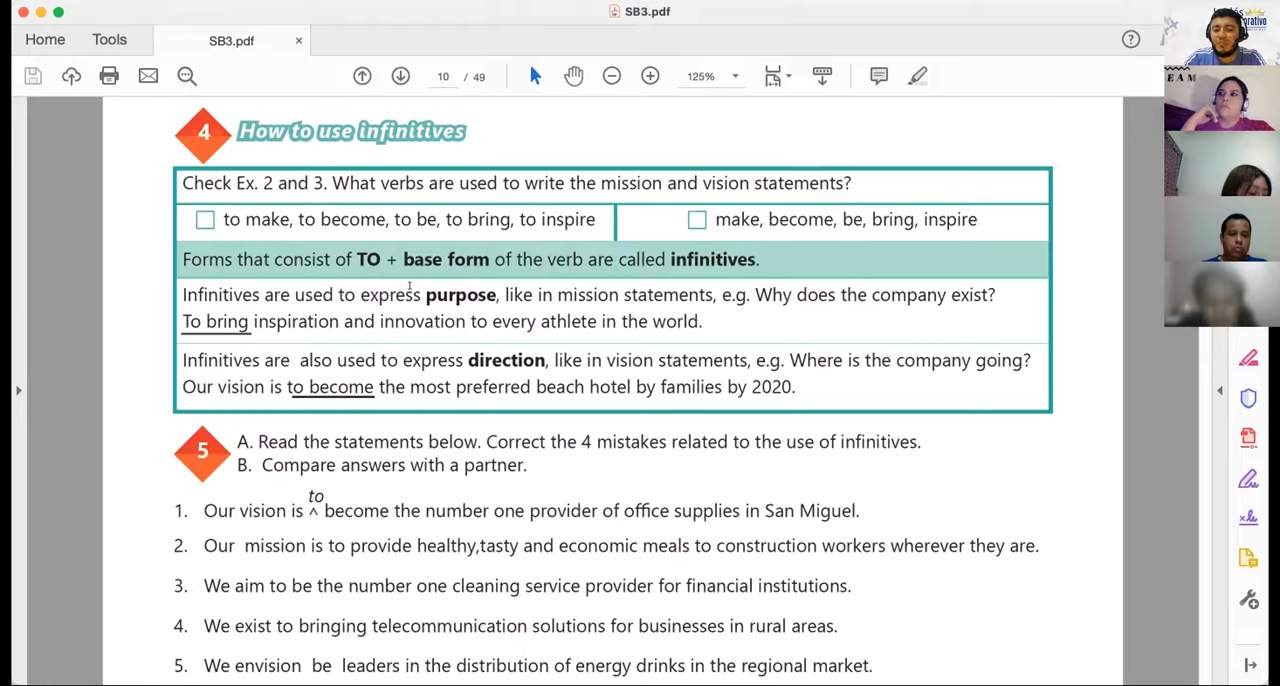 SB3.pdf
Home Tools SB3.pdf ×
10 / 49 125%
EAM
4 How to use infinitives
Check Ex. 2 and 3. What verbs are used to write the mission and vision statements?
to make, to become, to be, to bring, to inspire make, become, be, bring, inspire
Forms that consist of TO + base form of the verb are called infinitives.
Infinitives are used to express purpose, like in mission statements, e.g. Why does the company exist?
To bring inspiration and innovation to every athlete in the world.
Infinitives are also used to express direction, like in vision statements, e.g. Where is the company going?
Our vision is to become the most preferred beach hotel by families by 2020.
5 A. Read the statements below. Correct the 4 mistakes related to the use of infinitives.
B. Compare answers with a partner.
to
1. Our vision is ^ become the number one provider of office supplies in San Miguel.
2. Our mission is to provide healthy,tasty and economic meals to construction workers wherever they are.
3. We aim to be the number one cleaning service provider for financial institutions.
4. We exist to bringing telecommunication solutions for businesses in rural areas.
5. We envision be leaders in the distribution of energy drinks in the regional market.